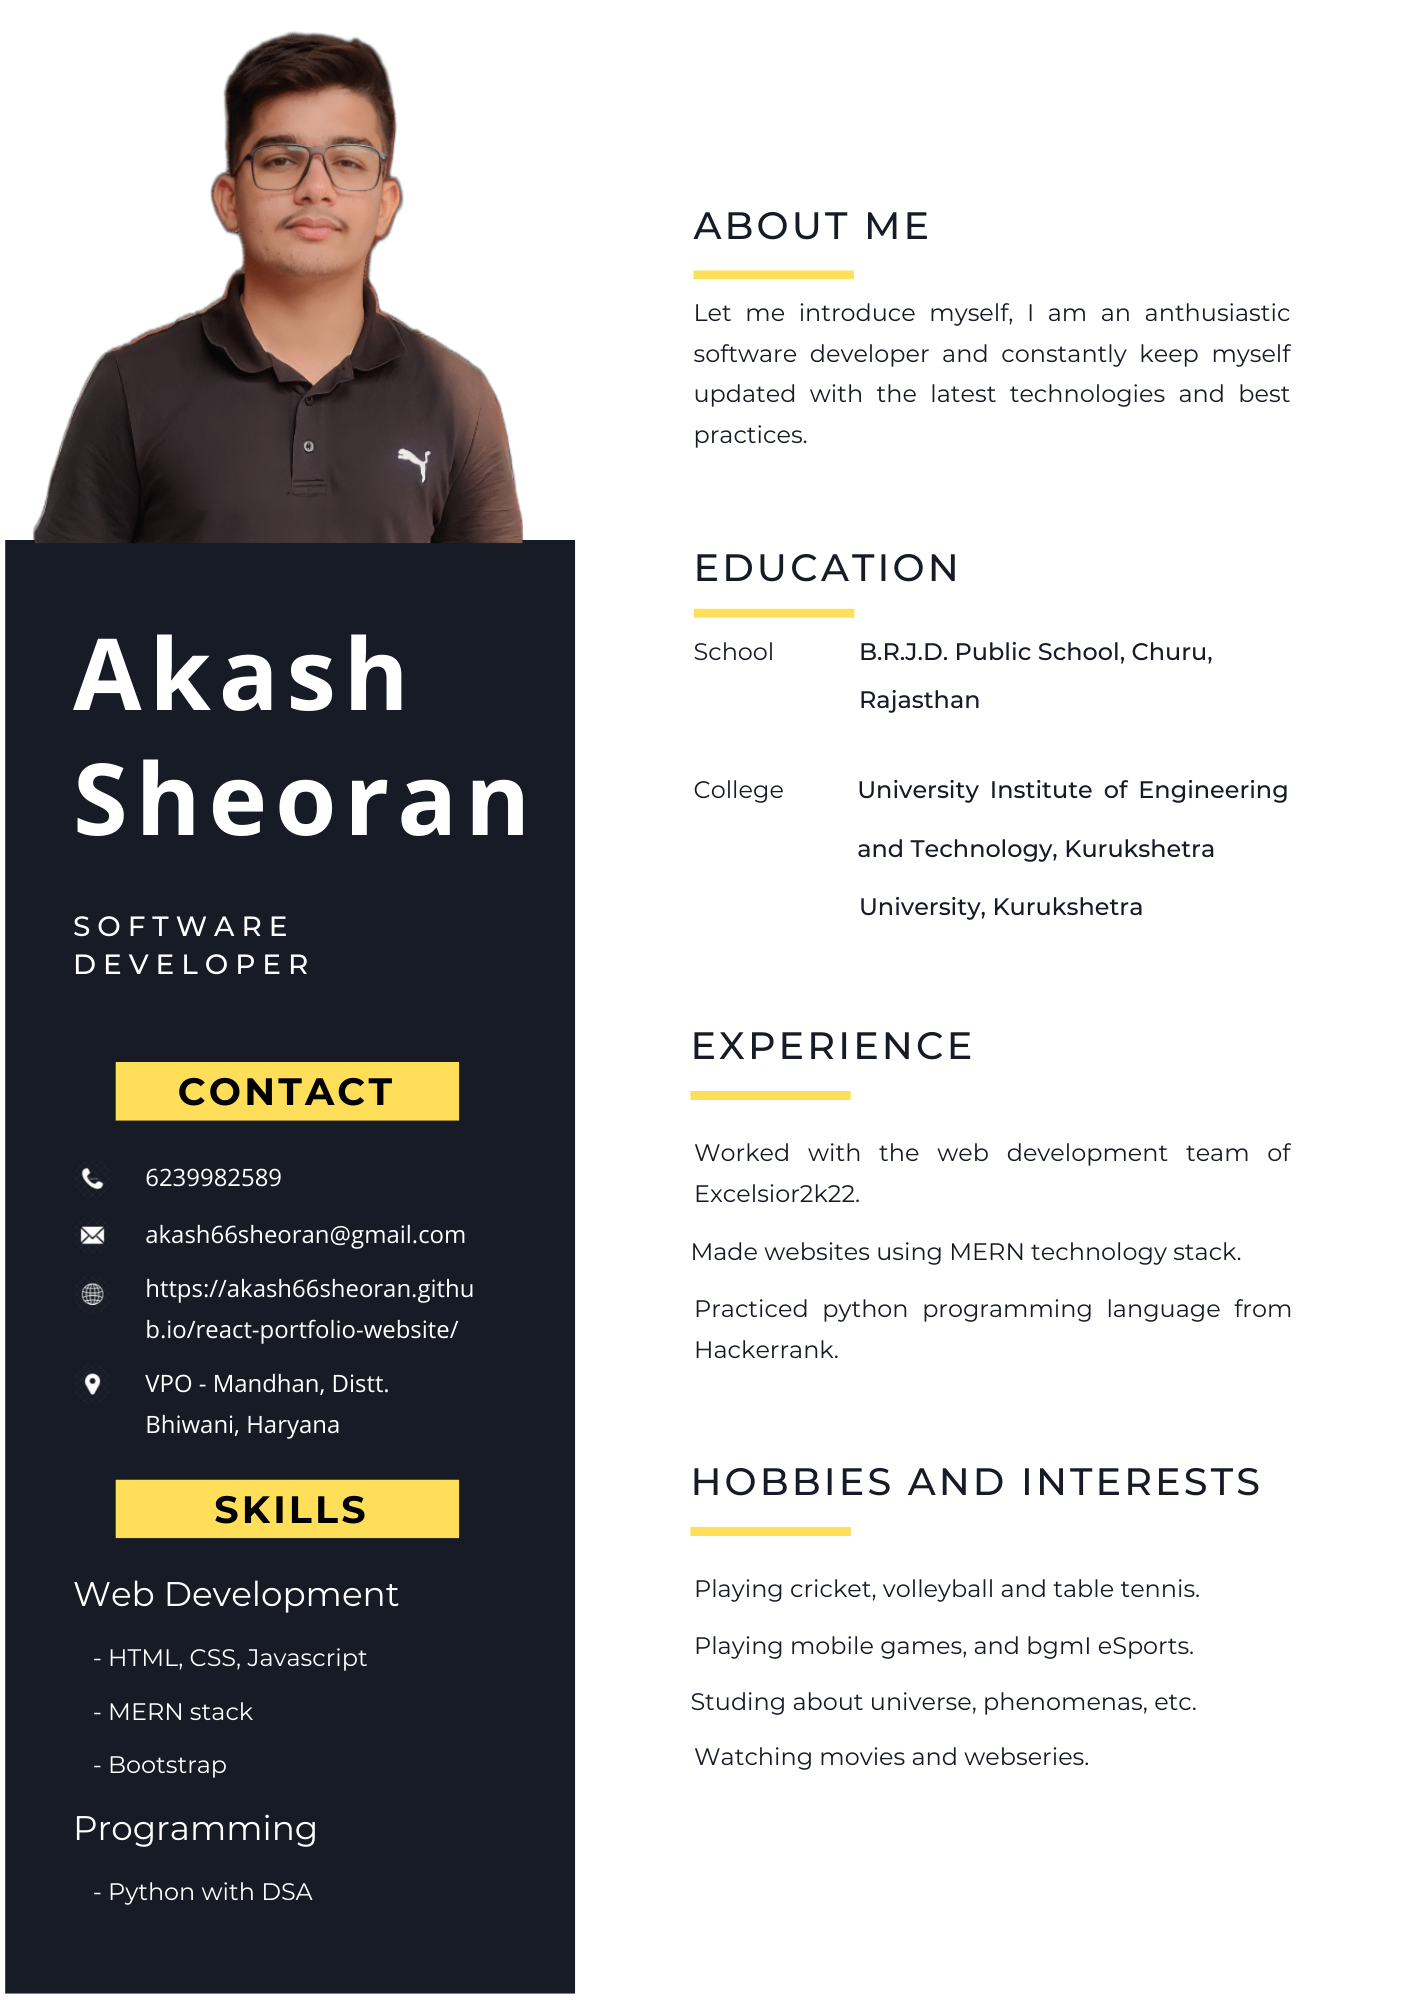 Akash
Sheoran
SOFTWARE
DEVELOPER
CONTACT
6239982589
akash66sheoran@gmail.com
https://akash66sheoran.githu
b.io/react-portfolio-website/
VPO - Mandhan, Distt.
Bhiwani, Haryana
SKILLS
Web Development
- HTML, CSS, Javascript
- MERN stack
- Bootstrap
Programming
- Python with DSA
ABOUT ME
Let me introduce myself, I am an anthusiastic
software developer and constantly keep myself
updated with the latest technologies and best
practices.
EDUCATION
School B.R.J.D. Public School, Churu,
Rajasthan
College University Institute of Engineering
and Technology, Kurukshetra
University, Kurukshetra
EXPERIENCE
Worked with the web development team of
Excelsior2k22.
Made websites using MERN technology stack.
Practiced python programming language from
Hackerrank.
HOBBIES AND INTERESTS
Playing cricket, volleyball and table tennis.
Playing mobile games, and bgmI eSports.
Studing about universe, phenomenas, etc.
Watching movies and webseries.